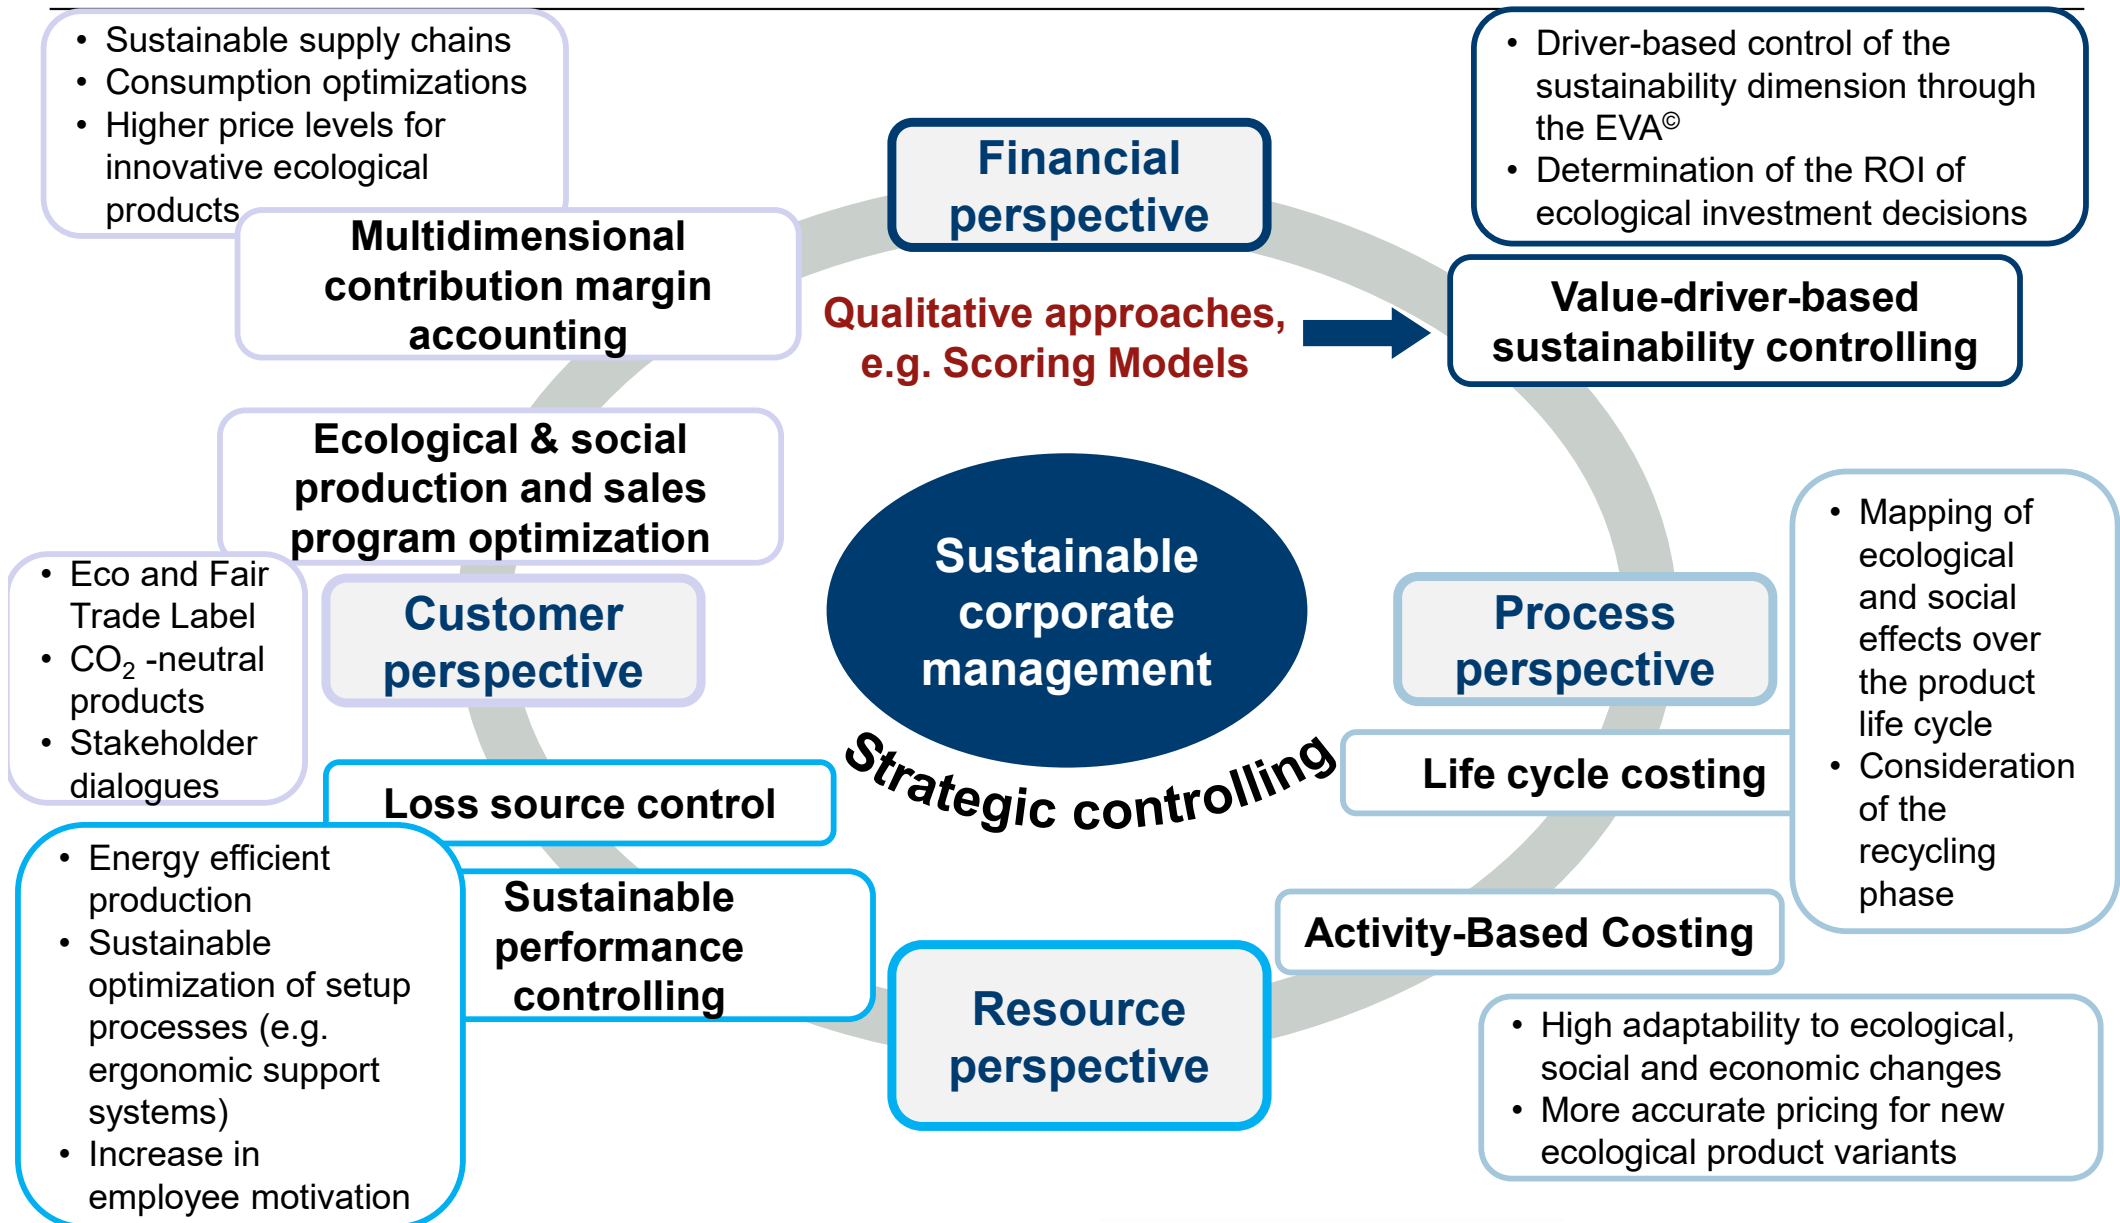 • Sustainable supply chains
• Consumption optimizations
• Higher price levels for
innovative ecological
products
Multidimensional
contribution margin
accounting
Financial
perspective
• Driver-based control of the
sustainability dimension through
the EVA©
• Determination of the ROI of
ecological investment decisions
Value-driver-based
sustainability controlling
Qualitative approaches,
e.g. Scoring Models
Ecological & social
production and sales
program optimization
• Eco and Fair
Trade Label
• CO₂ -neutral
products
• Stakeholder
dialogues
Customer
perspective
Sustainable
corporate
management
Strategic controlling
Process
perspective
• Mapping of
ecological
and social
effects over
the product
life cycle
• Consideration
of the
recycling
phase
Life cycle costing
Loss source control
• Energy efficient
production
• Sustainable
optimization of setup
processes (e.g.
ergonomic support
systems)
• Increase in
employee motivation
Sustainable
performance
controlling
Resource
perspective
Activity-Based Costing
• High adaptability to ecological,
social and economic changes
• More accurate pricing for new
ecological product variants